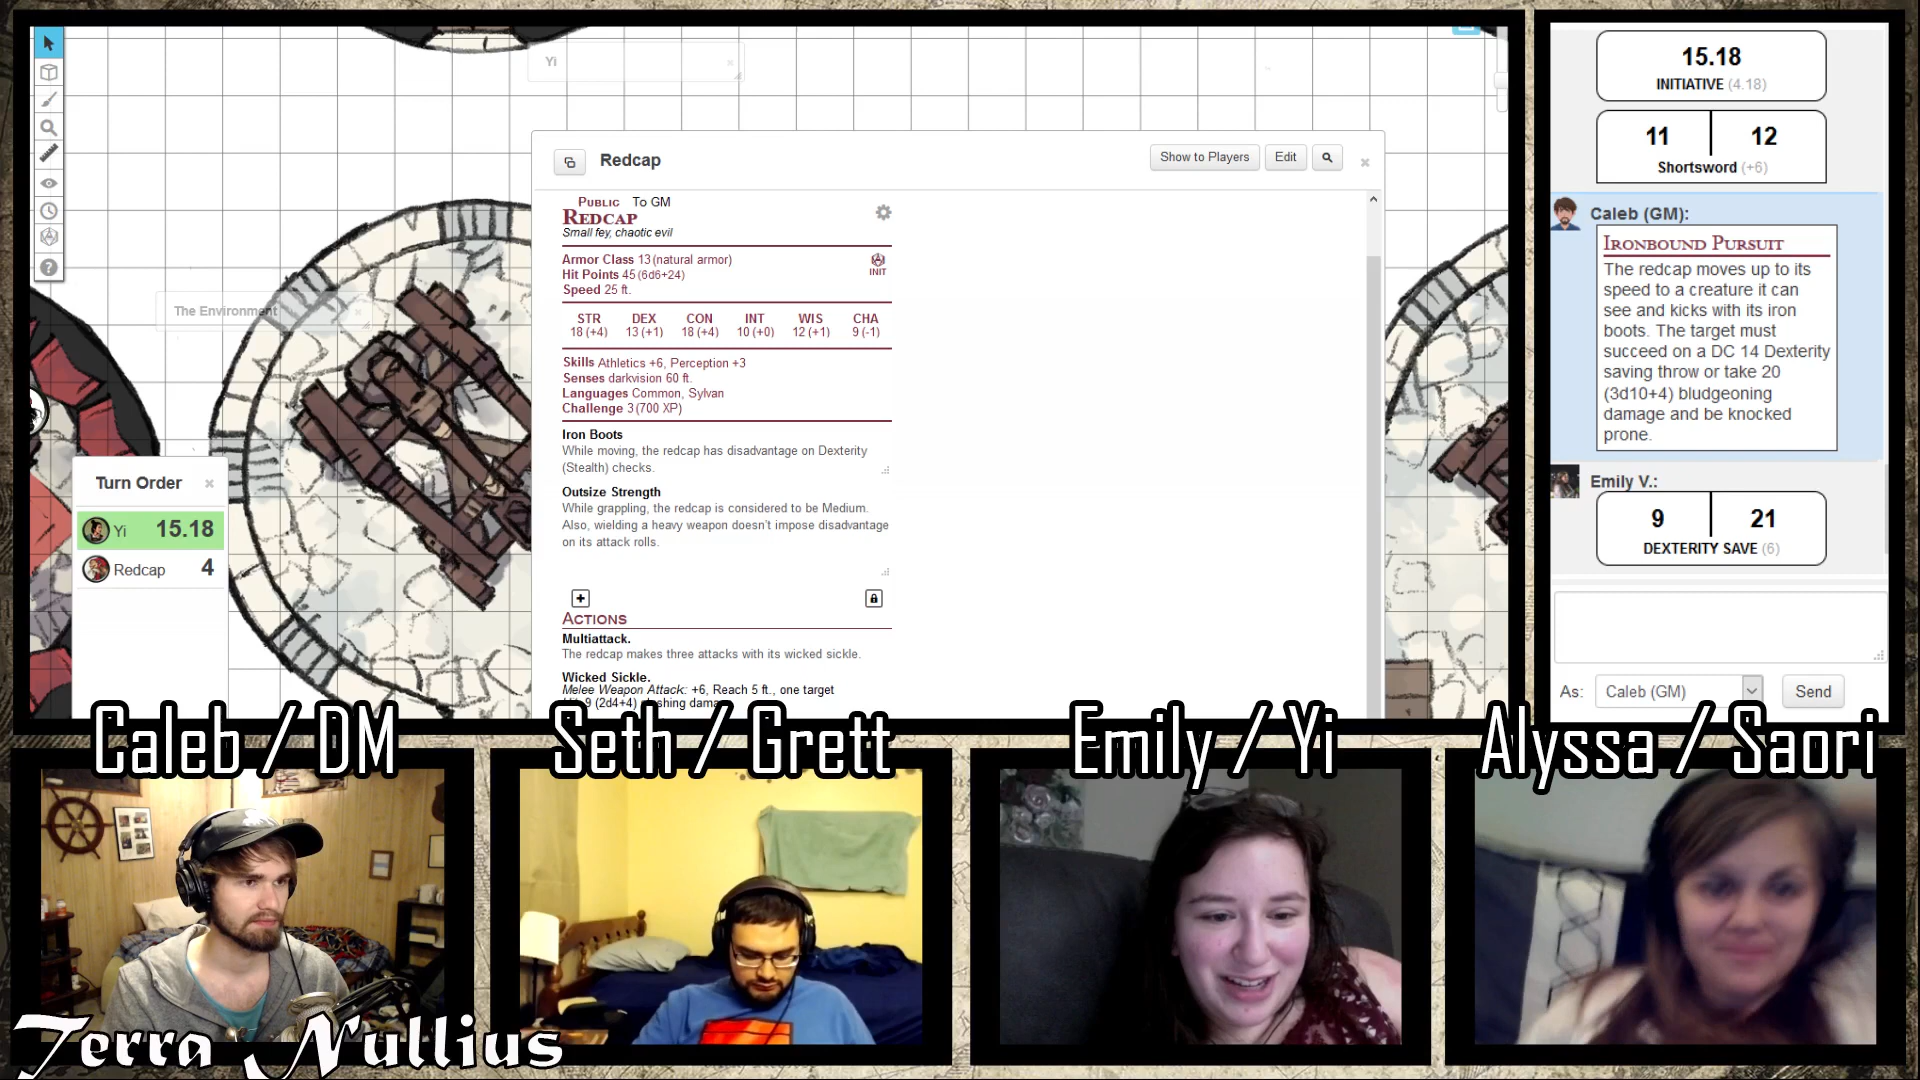 Yi
The Environment
Turn Order
Yi 15.18
Redcap 4
Redcap
Show to Players
Edit
PUBLIC To GM
REDCAP
Small fey, chaotic evil
Armor Class 13 (natural armor)
Hit Points 45 (6d6+24)
Speed 25 ft.
INIT
STR DEX CON INT WIS CHA
18 (+4) 13 (+1) 18 (+4) 10 (+0) 12 (+1) 9 (-1)
Skills Athletics +6, Perception +3
Senses darkvision 60 ft.
Languages Common, Sylvan
Challenge 3 (700 XP)
Iron Boots
While moving, the redcap has disadvantage on Dexterity
(Stealth) checks.
Outsize Strength
While grappling, the redcap is considered to be Medium.
Also, wielding a heavy weapon doesn't impose disadvantage
on its attack rolls.
ACTIONS
Multiattack.
The redcap makes three attacks with its wicked sickle.
Wicked Sickle.
Melee Weapon Attack: +6, Reach 5 ft., one target
9 (2d4+4)
15.18
INITIATIVE (4.18)
11 12
Shortsword (+6)
Caleb (GM):
IRONBOUND PURSUIT
The redcap moves up to its
speed to a creature it can
see and kicks with its iron
boots. The target must
succeed on a DC 14 Dexterity
saving throw or take 20
(3d10+4) bludgeoning
damage and be knocked
prone.
Emily V.:
9 21
DEXTERITY SAVE (6)
As: Caleb (GM) Send
Caleb / DM
Seth / Grett
Emily / Yi
Alyssa / Saori
Terra Nullius